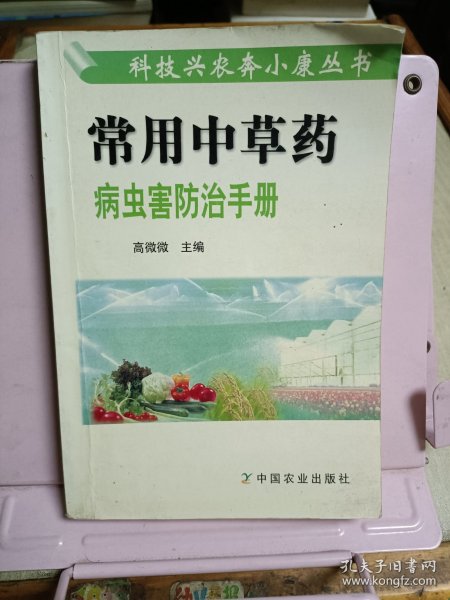 科技兴农奔小康丛书
常用中草药
病虫害防治手册
高微微 主编
中国农业出版社
孔夫子旧书网
www.kongfz.com